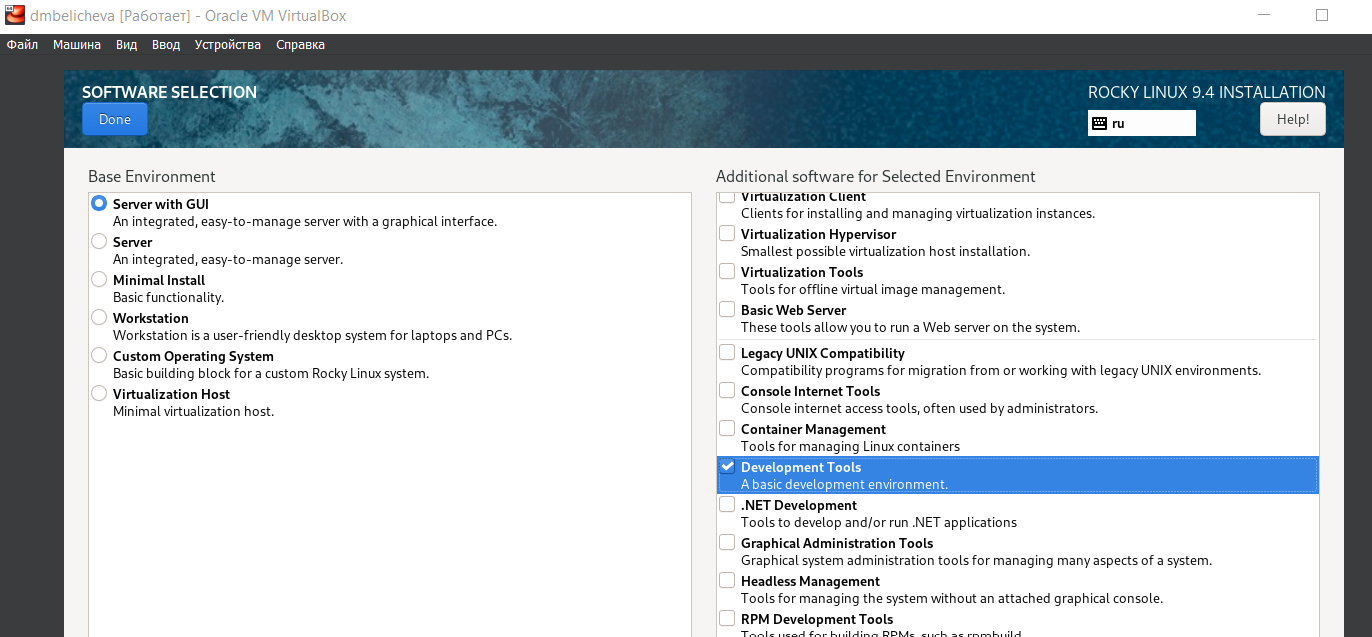 dmbelicheva [Работает] - Oracle VM VirtualBox
Файл Машина Вид Ввод Устройства Справка
SOFTWARE SELECTION
ROCKY LINUX 9.4 INSTALLATION
Done
ru
Help!
Base Environment
Server with GUI
An integrated, easy-to-manage server with a graphical interface.
Server
An integrated, easy-to-manage server.
Minimal Install
Basic functionality.
Workstation
Workstation is a user-friendly desktop system for laptops and PCs.
Custom Operating System
Basic building block for a custom Rocky Linux system.
Virtualization Host
Minimal virtualization host.
Additional software for Selected Environment
Virtualization Client
Clients for installing and managing virtualization instances.
Virtualization Hypervisor
Smallest possible virtualization host installation.
Virtualization Tools
Tools for offline virtual image management.
Basic Web Server
These tools allow you to run a Web server on the system.
Legacy UNIX Compatibility
Compatibility programs for migration from or working with legacy UNIX environments.
Console Internet Tools
Console internet access tools, often used by administrators.
Container Management
Tools for managing Linux containers
Development Tools
A basic development environment.
.NET Development
Tools to develop and/or run .NET applications
Graphical Administration Tools
Graphical system administration tools for managing many aspects of a system.
Headless Management
Tools for managing the system without an attached graphical console.
RPM Development Tools
Tools used for building RPMs, such as rpmbuild.